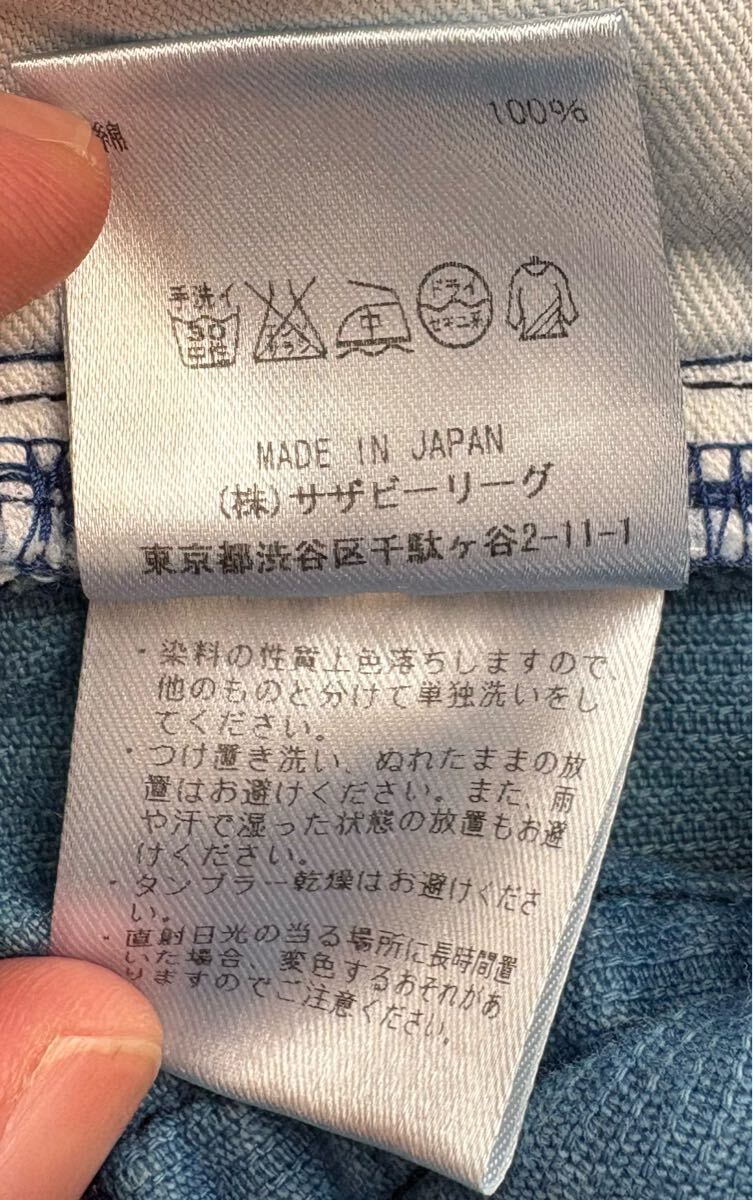 綿 100%
手洗イ
30 中性
エンソサラシ
中
ドライ
セキユ系
MADE IN JAPAN
(株)サザビーリーグ
東京都渋谷区千駄ヶ谷2-11-1
・染料の性質上色落ちしますので、
他のものと分けて単独洗いをし
てください。
・つけ置き洗い、ぬれたままの放
置はお避けください。また、雨
や汗で湿った状態の放置もお避
けください。
・タンブラー乾燥はお避けくださ
い。
・直射日光の当る場所に長時間置
いた場合、変色するおそれがあ
りますのでご注意ください。